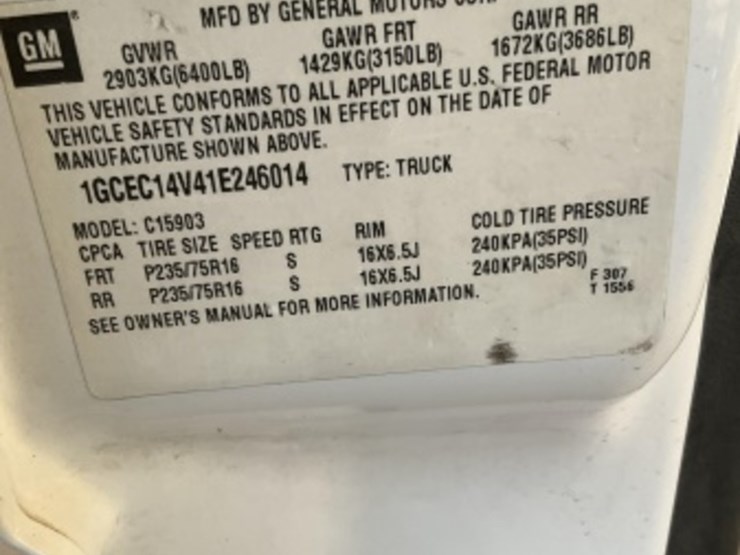 MFD BY GENERAL MOTORS CORP
GM
GVWR GAWR FRT GAWR RR
2903KG(6400LB) 1429KG(3150LB) 1672KG(3686LB)
THIS VEHICLE CONFORMS TO ALL APPLICABLE U.S. FEDERAL MOTOR
VEHICLE SAFETY STANDARDS IN EFFECT ON THE DATE OF
MANUFACTURE SHOWN ABOVE.
1GCEC14V41E246014 TYPE: TRUCK
MODEL: C15903
CPCA TIRE SIZE SPEED RTG RIM COLD TIRE PRESSURE
FRT P235/75R16 S 16X6.5J 240KPA(35PSI)
RR P235/75R16 S 16X6.5J 240KPA(35PSI)
SEE OWNER'S MANUAL FOR MORE INFORMATION.
F 307
T 1556